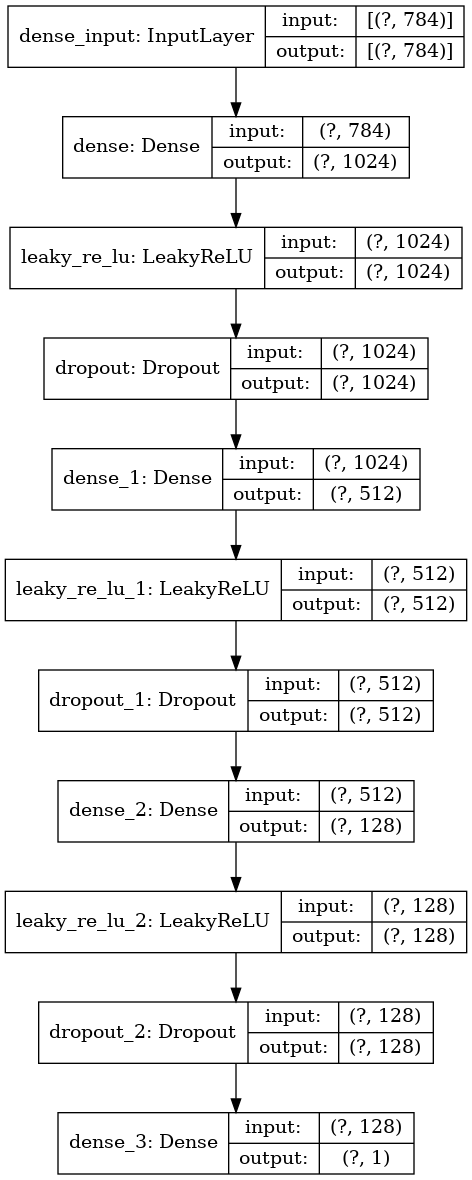 dense_input: InputLayer
input: [(?, 784)]
output: [(?, 784)]
dense: Dense
input: (?, 784)
output: (?, 1024)
leaky_re_lu: LeakyReLU
input: (?, 1024)
output: (?, 1024)
dropout: Dropout
input: (?, 1024)
output: (?, 1024)
dense_1: Dense
input: (?, 1024)
output: (?, 512)
leaky_re_lu_1: LeakyReLU
input: (?, 512)
output: (?, 512)
dropout_1: Dropout
input: (?, 512)
output: (?, 512)
dense_2: Dense
input: (?, 512)
output: (?, 128)
leaky_re_lu_2: LeakyReLU
input: (?, 128)
output: (?, 128)
dropout_2: Dropout
input: (?, 128)
output: (?, 128)
dense_3: Dense
input: (?, 128)
output: (?, 1)